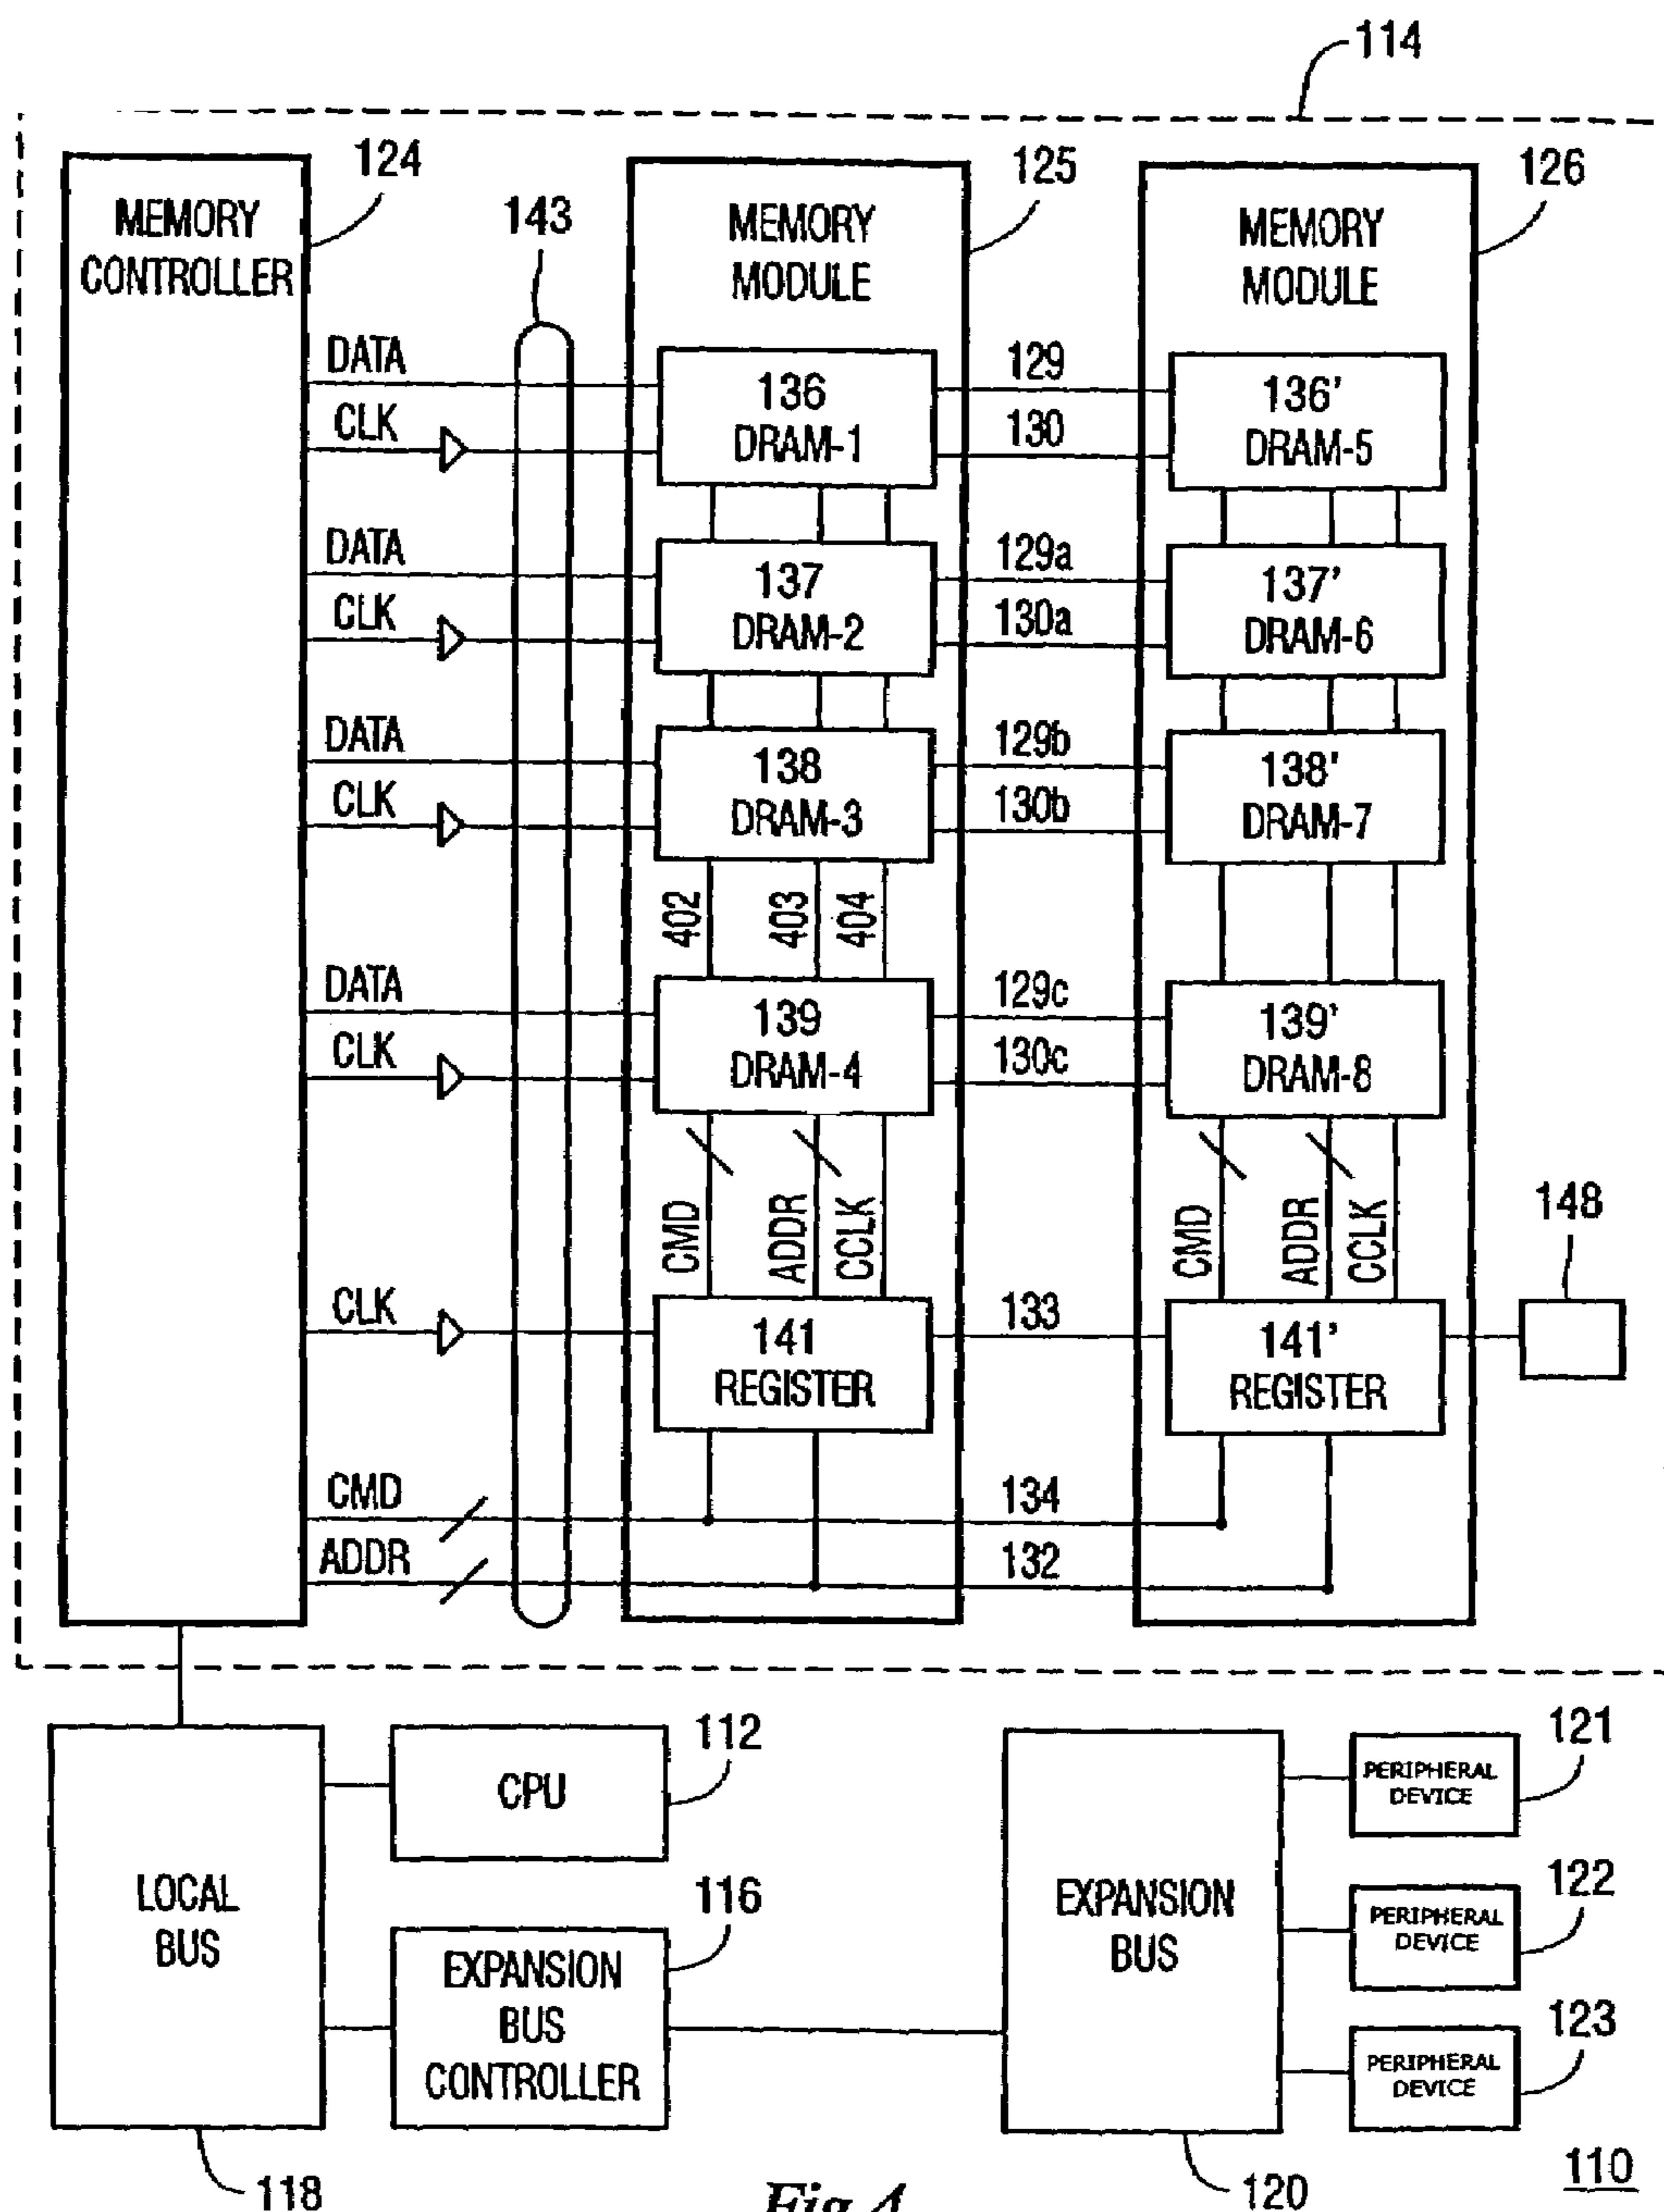 114
124
MEMORY
CONTROLLER
143
125
MEMORY
MODULE
126
MEMORY
MODULE
DATA
CLK
136
DRAM-1
129
130
136'
DRAM-5
DATA
CLK
137
DRAM-2
129a
130a
137'
DRAM-6
DATA
CLK
138
DRAM-3
129b
130b
138'
DRAM-7
402
403
404
DATA
CLK
139
DRAM-4
129c
130c
139'
DRAM-8
CMD
ADDR
CCLK
CMD
ADDR
CCLK
148
CLK
141
REGISTER
133
141'
REGISTER
CMD
134
ADDR
132
LOCAL
BUS
118
CPU
112
EXPANSION
BUS
CONTROLLER
116
EXPANSION
BUS
120
PERIPHERAL
DEVICE
121
PERIPHERAL
DEVICE
122
PERIPHERAL
DEVICE
123
110
Fig 4